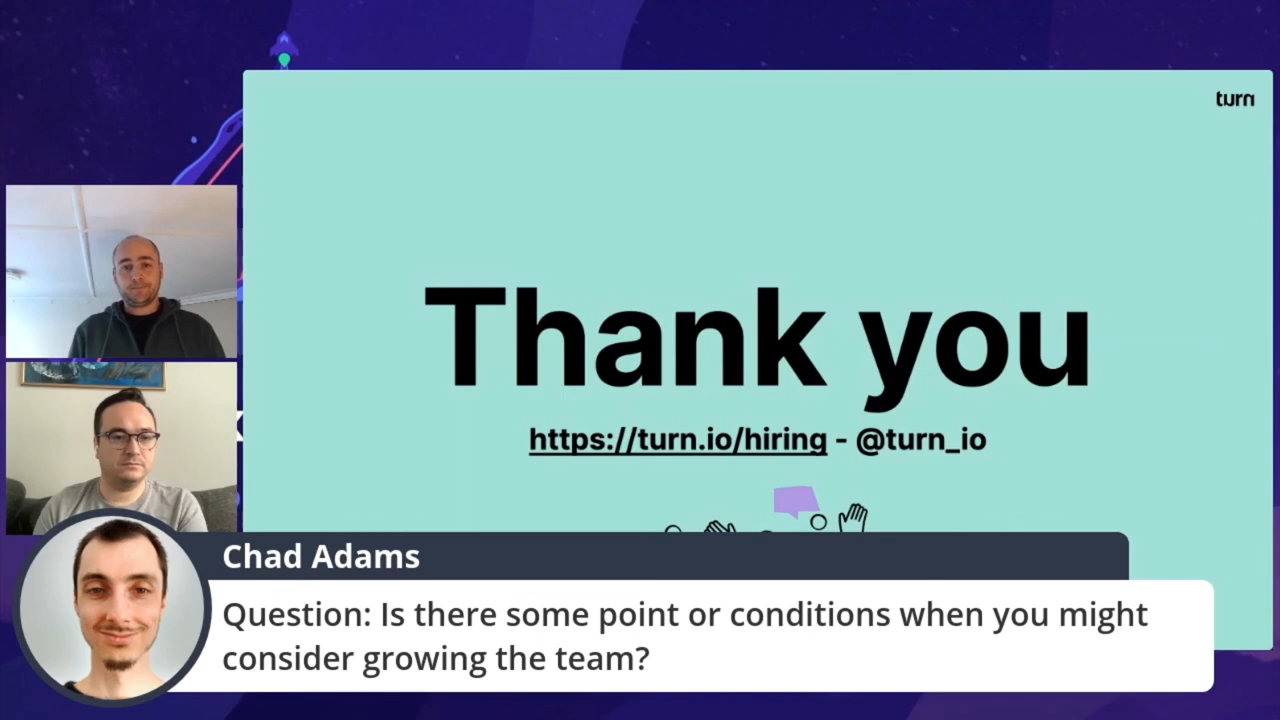 turn
Thank you
https://turn.io/hiring - @turn_io
Chad Adams
Question: Is there some point or conditions when you might
consider growing the team?